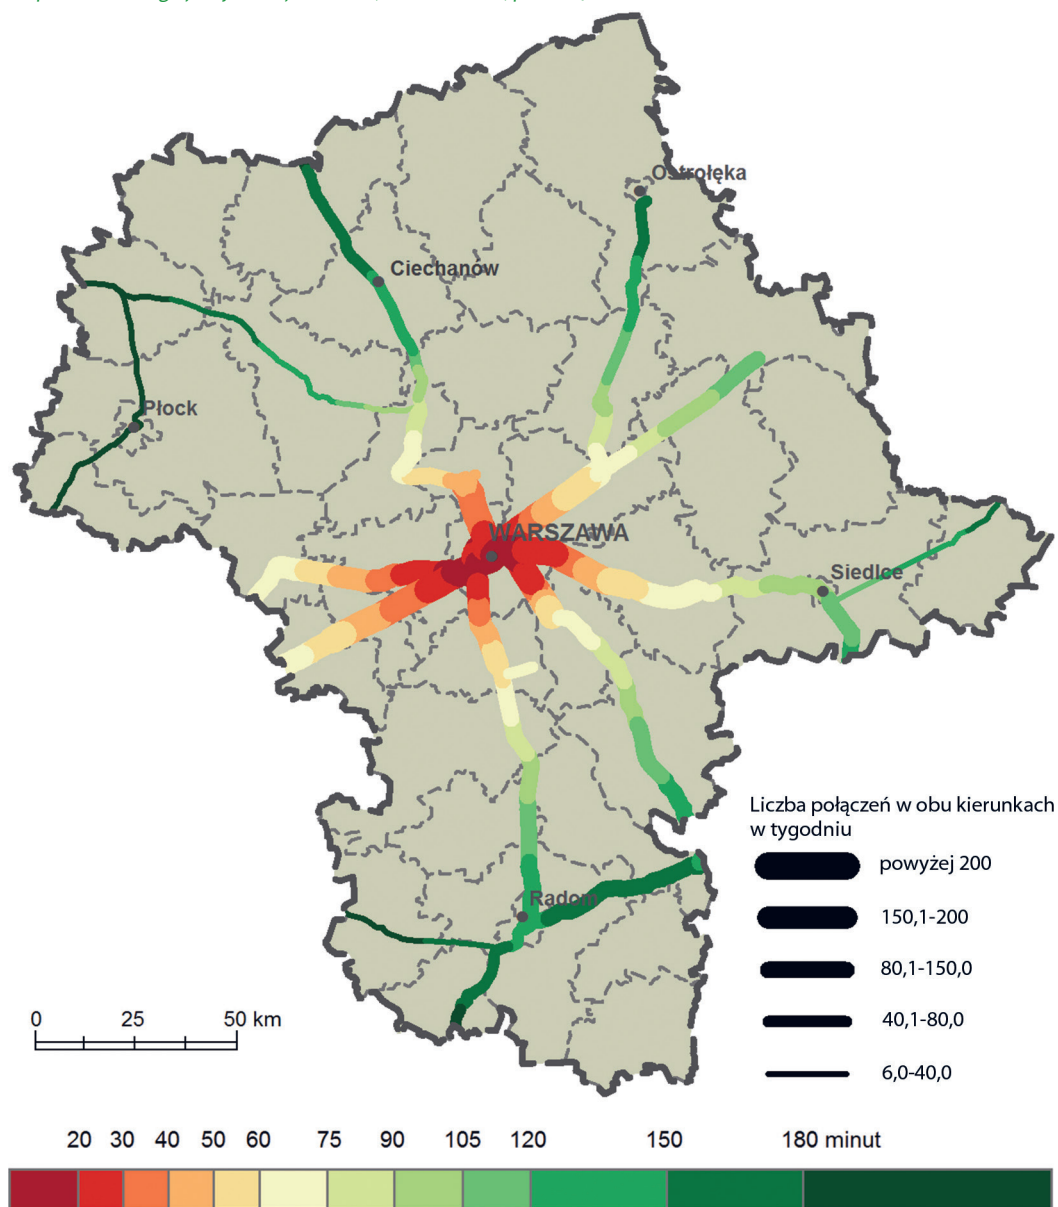 Ostrołęka
Ciechanów
Płock
WARSZAWA
Siedlce
Radom
Liczba połączeń w obu kierunkach
w tygodniu
powyżej 200
150,1-200
80,1-150,0
40,1-80,0
6,0-40,0
0 25 50 km
20 30 40 50 60 75 90 105 120 150 180 minut